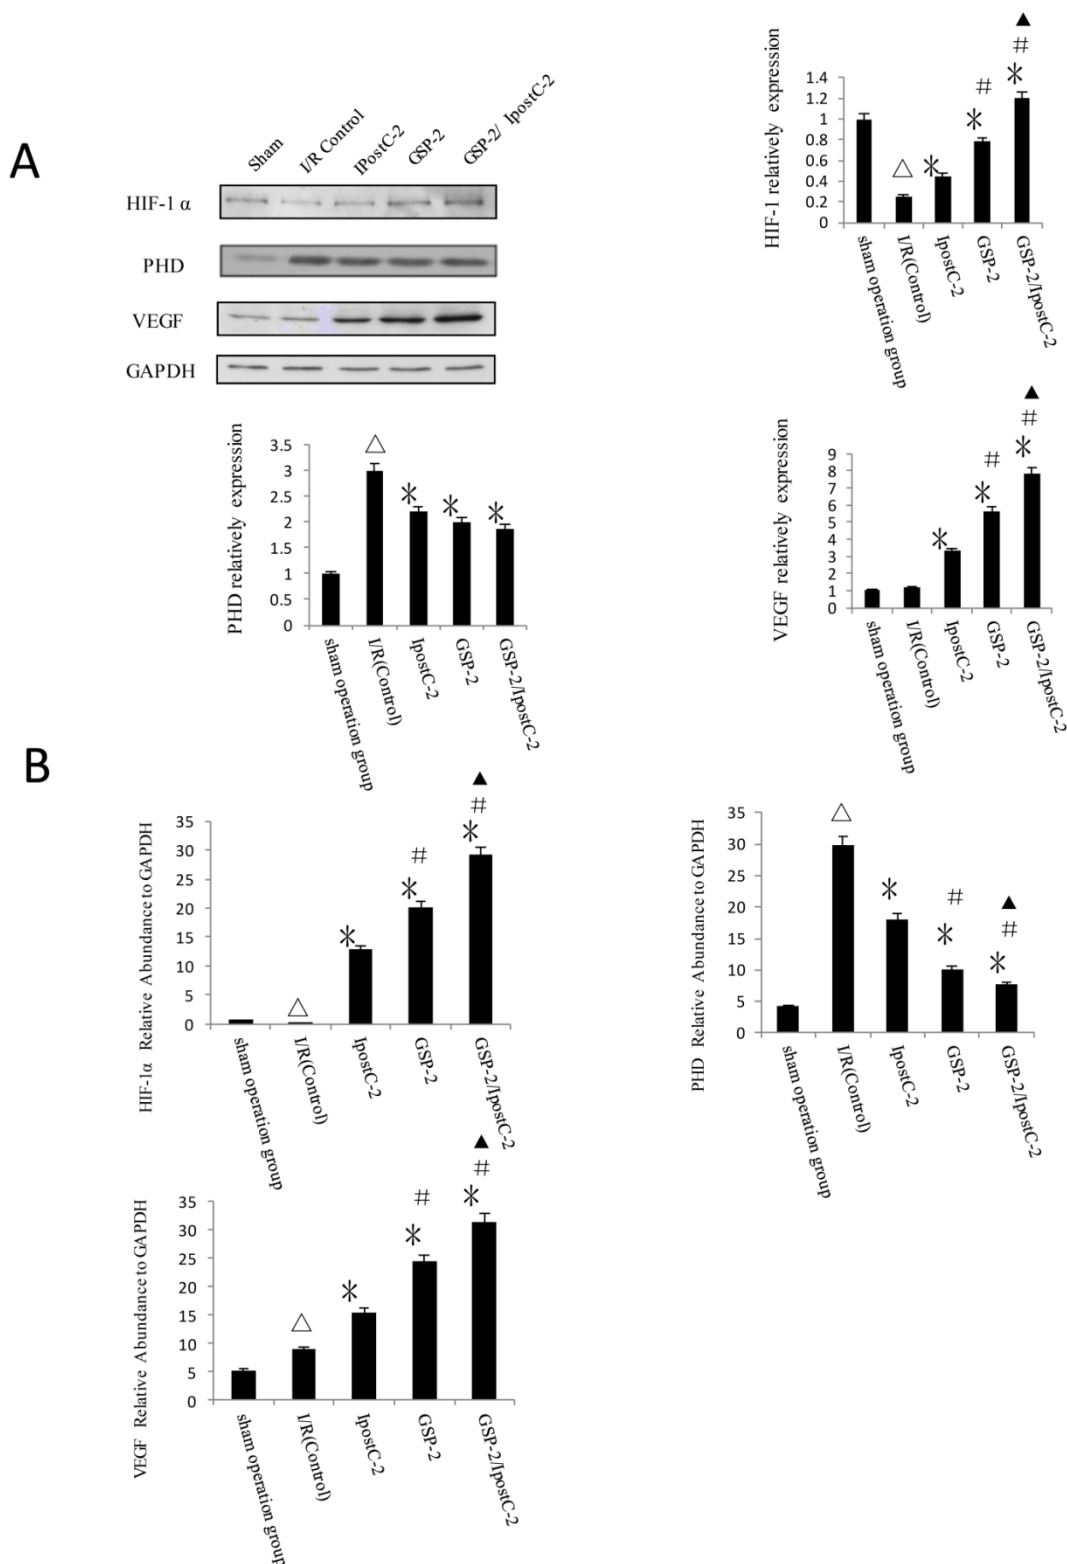 A
Sham
I/R Control
IPostC-2
GSP-2
GSP-2/ IpostC-2
HIF-1 α
PHD
VEGF
GAPDH
HIF-1 relatively expression
1.4
1.2
1
0.8
0.6
0.4
0.2
0
△
*
*
#
*
#
▲
sham operation group
I/R(Control)
IpostC-2
GSP-2
GSP-2/IpostC-2
PHD relatively expression
3.5
3
2.5
2
1.5
1
0.5
0
△
*
*
*
sham operation group
I/R(Control)
IpostC-2
GSP-2
GSP-2/IpostC-2
VEGF relatively expression
9
8
7
6
5
4
3
2
1
0
*
*
#
*
#
▲
sham operation group
I/R(Control)
IpostC-2
GSP-2
GSP-2/IpostC-2
B
HIF-1α Relative Abundance to GAPDH
35
30
25
20
15
10
5
0
△
*
*
#
*
#
▲
sham operation group
I/R(Control)
IpostC-2
GSP-2
GSP-2/IpostC-2
PHD Relative Abundance to GAPDH
35
30
25
20
15
10
5
0
△
*
*
#
*
#
▲
sham operation group
I/R(Control)
IpostC-2
GSP-2
GSP-2/IpostC-2
VEGF Relative Abundance to GAPDH
35
30
25
20
15
10
5
0
△
*
*
#
*
#
▲
sham operation group
I/R(Control)
IpostC-2
GSP-2
GSP-2/IpostC-2